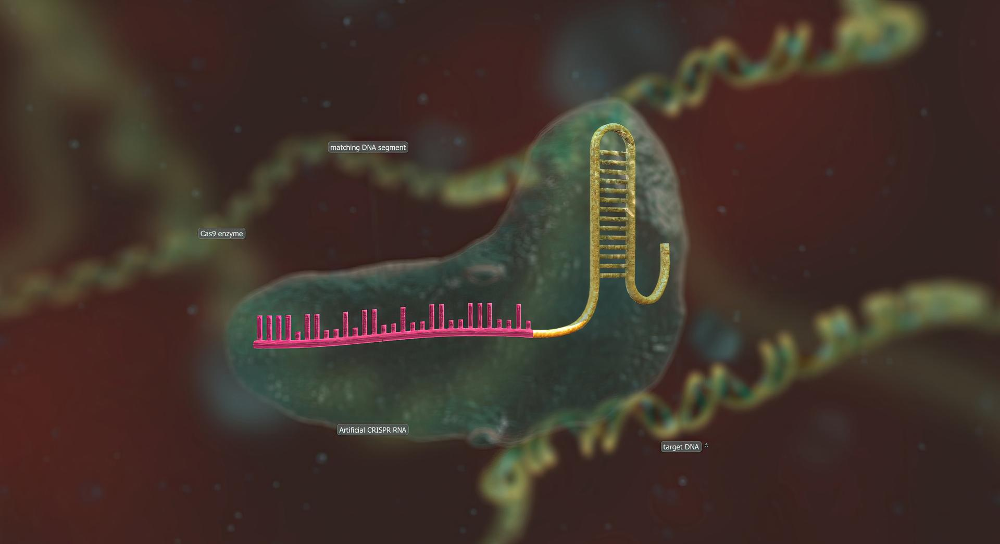 matching DNA segment
Cas9 enzyme
Artificial CRISPR RNA
target DNA *